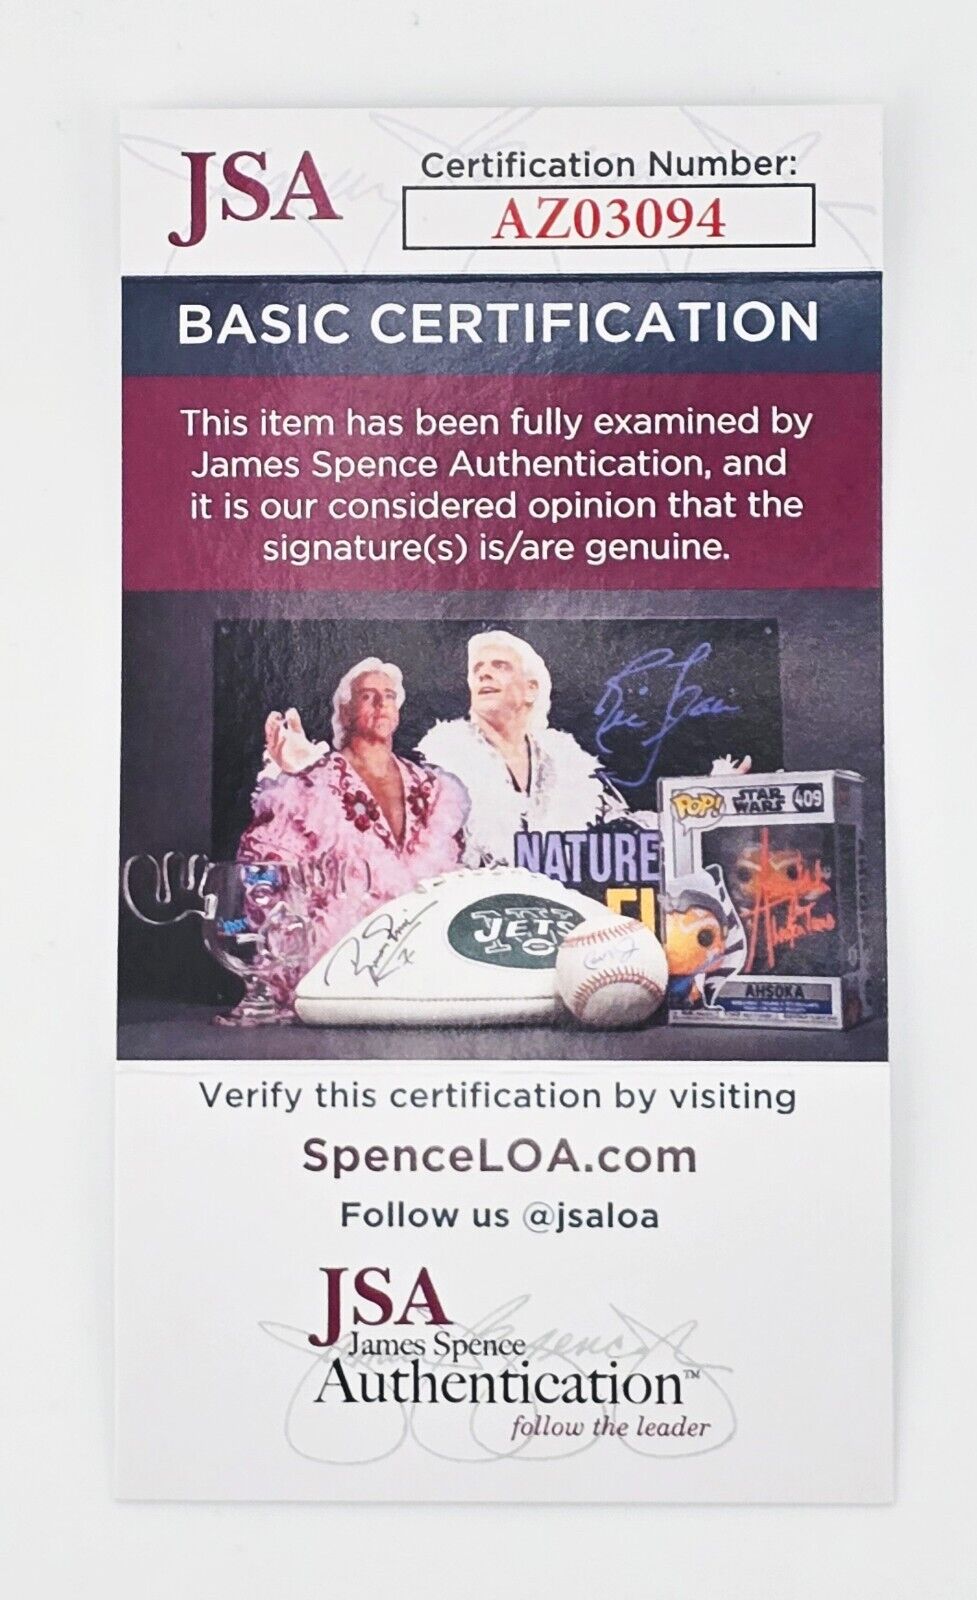 JSA
Certification Number:
AZ03094
BASIC CERTIFICATION
This item has been fully examined by
James Spence Authentication, and
it is our considered opinion that the
signature(s) is/are genuine.
POP!
STAR
WARS
409
NATURE
JETS
AHSOKA
Verify this certification by visiting
SpenceLOA.com
Follow us @jsaloa
JSA
James Spence
Authentication™
follow the leader